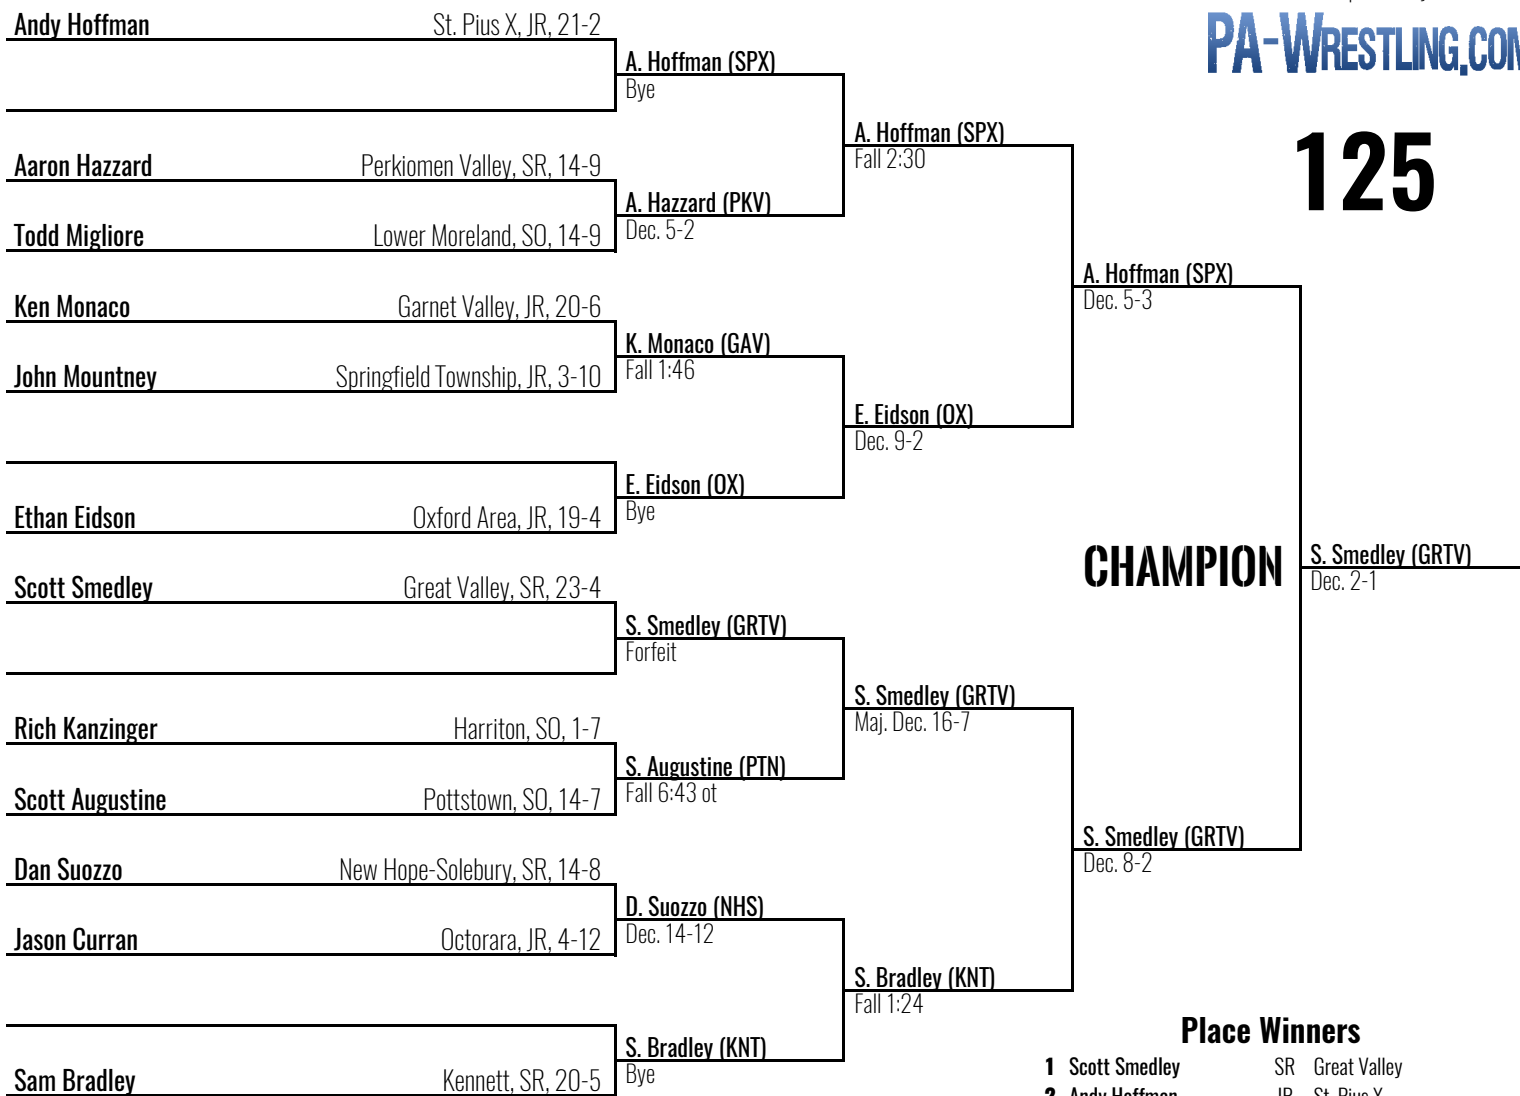 PA-WRESTLING.COM
125
Andy Hoffman St. Pius X, JR, 21-2
A. Hoffman (SPX)
Bye
Aaron Hazzard Perkiomen Valley, SR, 14-9
A. Hazzard (PKV)
Dec. 5-2
Todd Migliore Lower Moreland, SO, 14-9
A. Hoffman (SPX)
Fall 2:30
Ken Monaco Garnet Valley, JR, 20-6
K. Monaco (GAV)
Fall 1:46
John Mountney Springfield Township, JR, 3-10
E. Eidson (OX)
Dec. 9-2
E. Eidson (OX)
Bye
Ethan Eidson Oxford Area, JR, 19-4
A. Hoffman (SPX)
Dec. 5-3
CHAMPION
S. Smedley (GRTV)
Dec. 2-1
Scott Smedley Great Valley, SR, 23-4
S. Smedley (GRTV)
Forfeit
S. Smedley (GRTV)
Maj. Dec. 16-7
Rich Kanzinger Harriton, SO, 1-7
S. Augustine (PTN)
Fall 6:43 ot
Scott Augustine Pottstown, SO, 14-7
S. Smedley (GRTV)
Dec. 8-2
Dan Suozzo New Hope-Solebury, SR, 14-8
D. Suozzo (NHS)
Dec. 14-12
Jason Curran Octorara, JR, 4-12
S. Bradley (KNT)
Fall 1:24
S. Bradley (KNT)
Bye
Sam Bradley Kennett, SR, 20-5
Place Winners
1 Scott Smedley SR Great Valley
2 Andy Hoffman JR St. Pius X